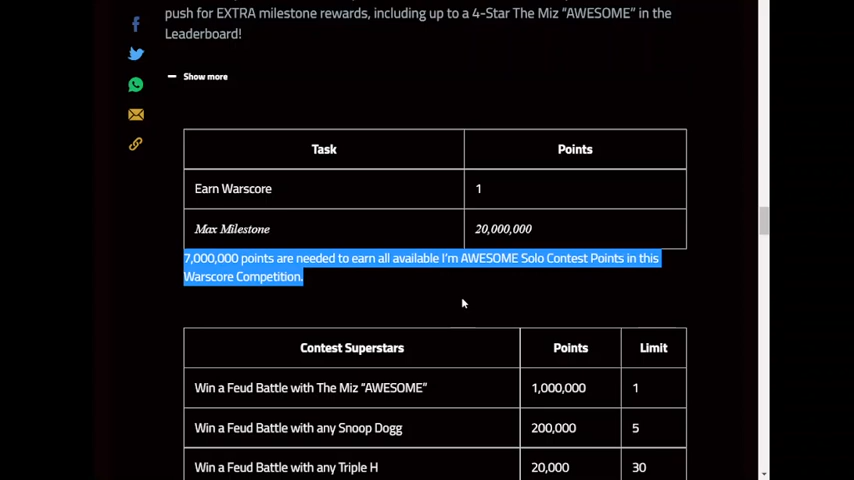 push for EXTRA milestone rewards, including up to a 4-Star The Miz “AWESOME” in the
Leaderboard!
Show more
Task Points
Earn Warscore 1
Max Milestone 20,000,000
7,000,000 points are needed to earn all available I'm AWESOME Solo Contest Points in this
Warscore Competition.
Contest Superstars Points Limit
Win a Feud Battle with The Miz “AWESOME” 1,000,000 1
Win a Feud Battle with any Snoop Dogg 200,000 5
Win a Feud Battle with any Triple H 20,000 30